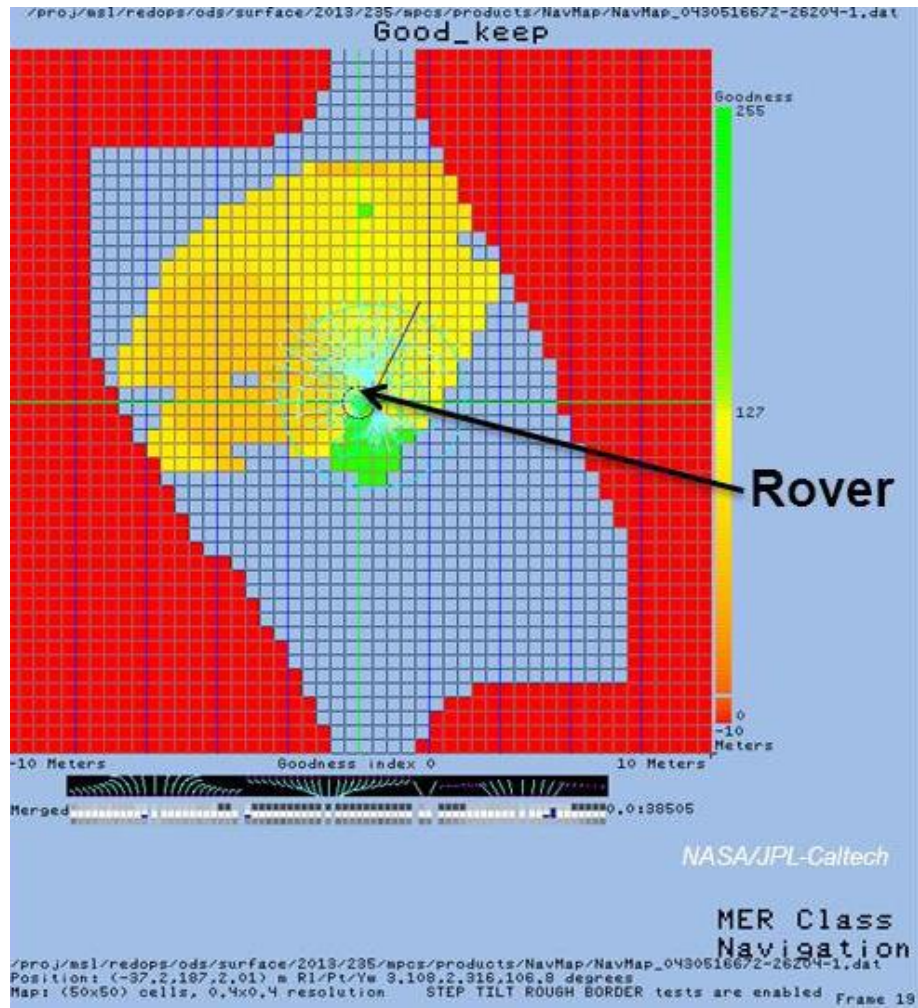 /proj/msl/redops/ods/surface/2013/235/mpcs/products/NavMap/NavMap_0430516672-26204-1.dat
Good_keep
Goodness
255
127
Rover
0
-10
Meters
-10 Meters
Goodness index 0
10 Meters
Merged
0.0:38505
NASA/JPL-Caltech
MER Class
Navigation
/proj/msl/redops/ods/surface/2013/235/mpcs/products/NavMap/NavMap_0430516672-26204-1.dat
Position: (-37.2,187,2.01) m Rl/Pt/Yw 3.108,2.316,106.8 degrees
Map: (50x50) cells, 0.4x0.4 resolution STEP TILT ROUGH BORDER tests are enabled
Frame 19